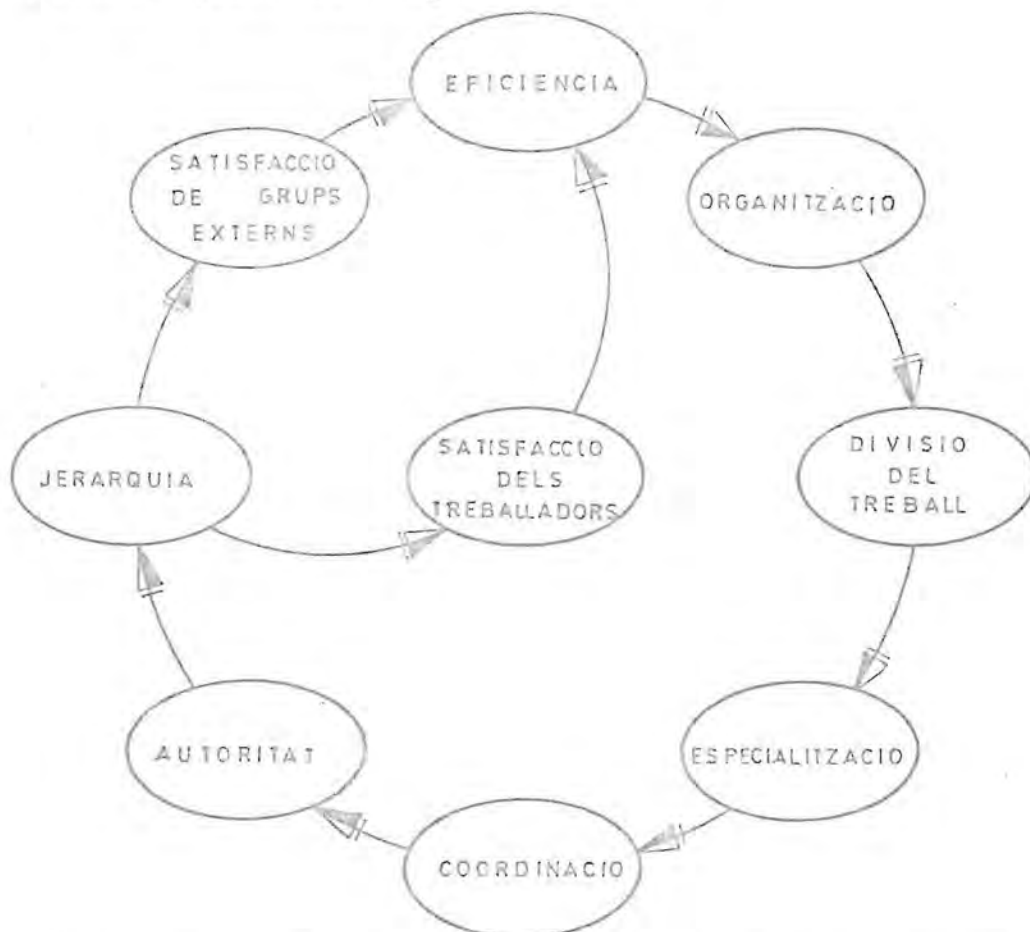 EFICIENCIA
ORGANITZACIO
DIVISIO
DEL
TREBALL
ESPECIALITZACIO
COORDINACIO
AUTORITAT
JERARQUIA
SATISFACCIO
DE GRUPS
EXTERNS
SATISFACCIO
DELS
TREBALLADORS